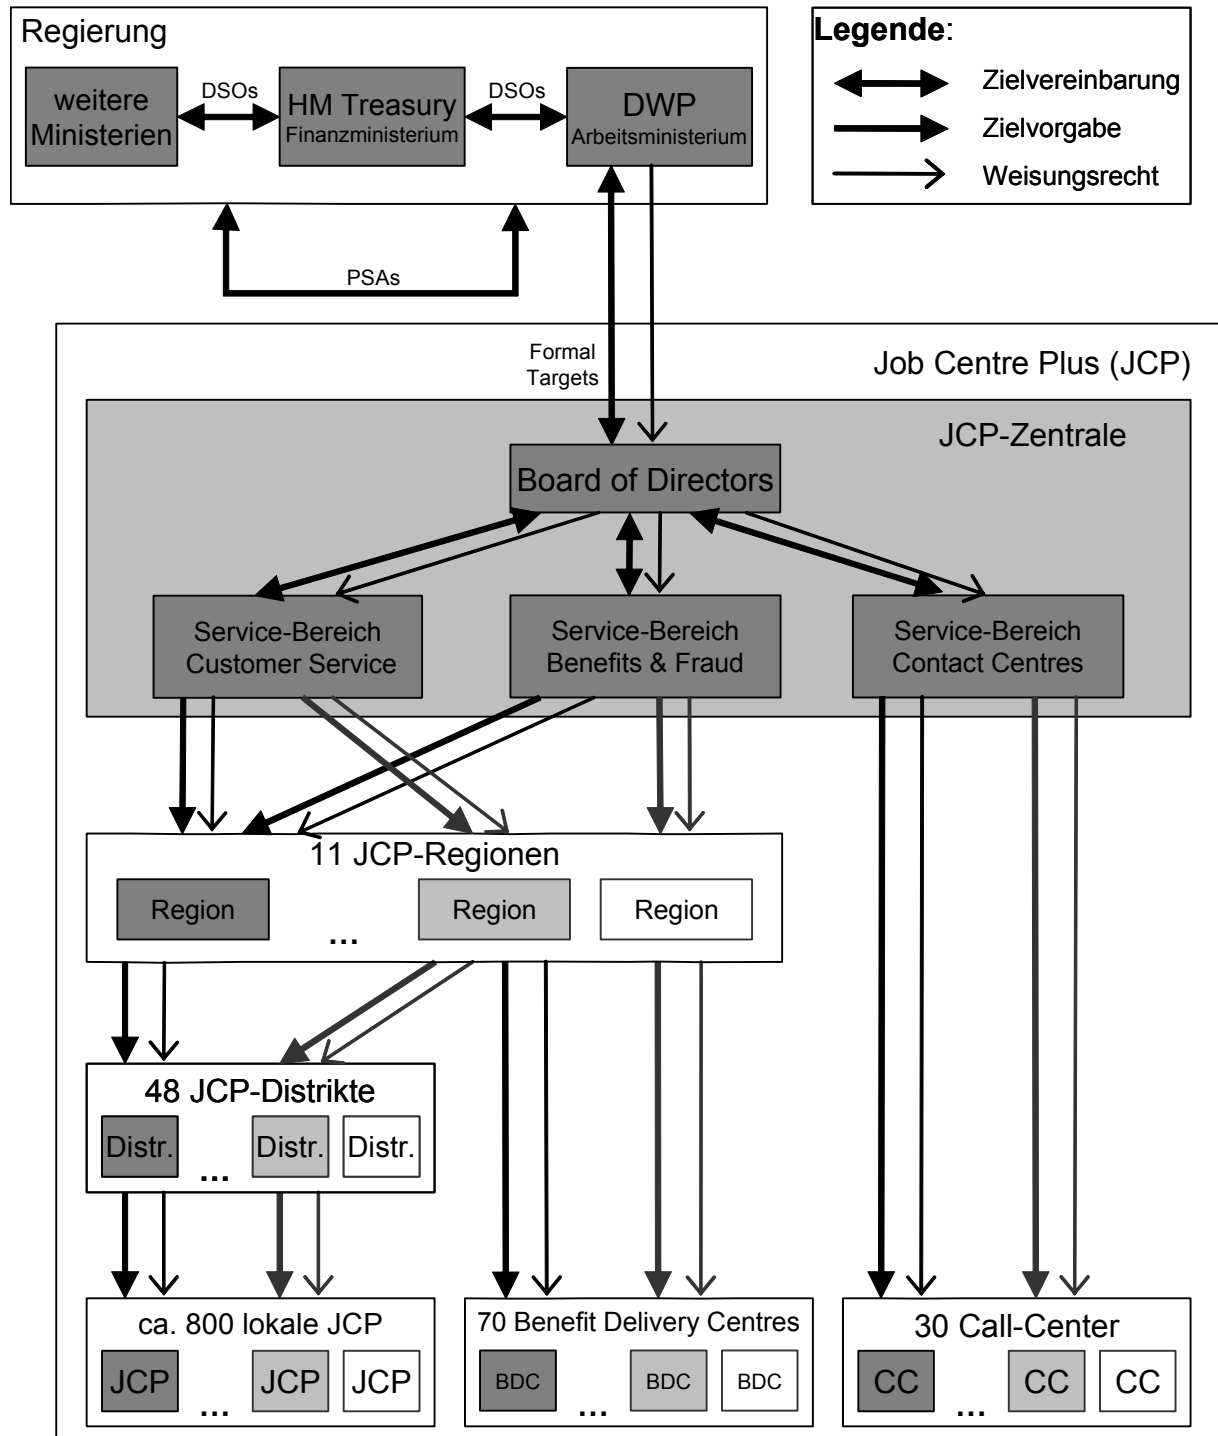 Regierung
weitere
Ministerien
DSOs
HM Treasury
Finanzministerium
DSOs
DWP
Arbeitsministerium
PSAs
Legende:
Zielvereinbarung
Zielvorgabe
Weisungsrecht
Formal
Targets
Job Centre Plus (JCP)
JCP-Zentrale
Board of Directors
Service-Bereich
Customer Service
Service-Bereich
Benefits & Fraud
Service-Bereich
Contact Centres
11 JCP-Regionen
Region
...
Region
Region
48 JCP-Distrikte
Distr.
...
Distr.
Distr.
ca. 800 lokale JCP
JCP
...
JCP
JCP
70 Benefit Delivery Centres
BDC
...
BDC
BDC
30 Call-Center
CC
...
CC
CC